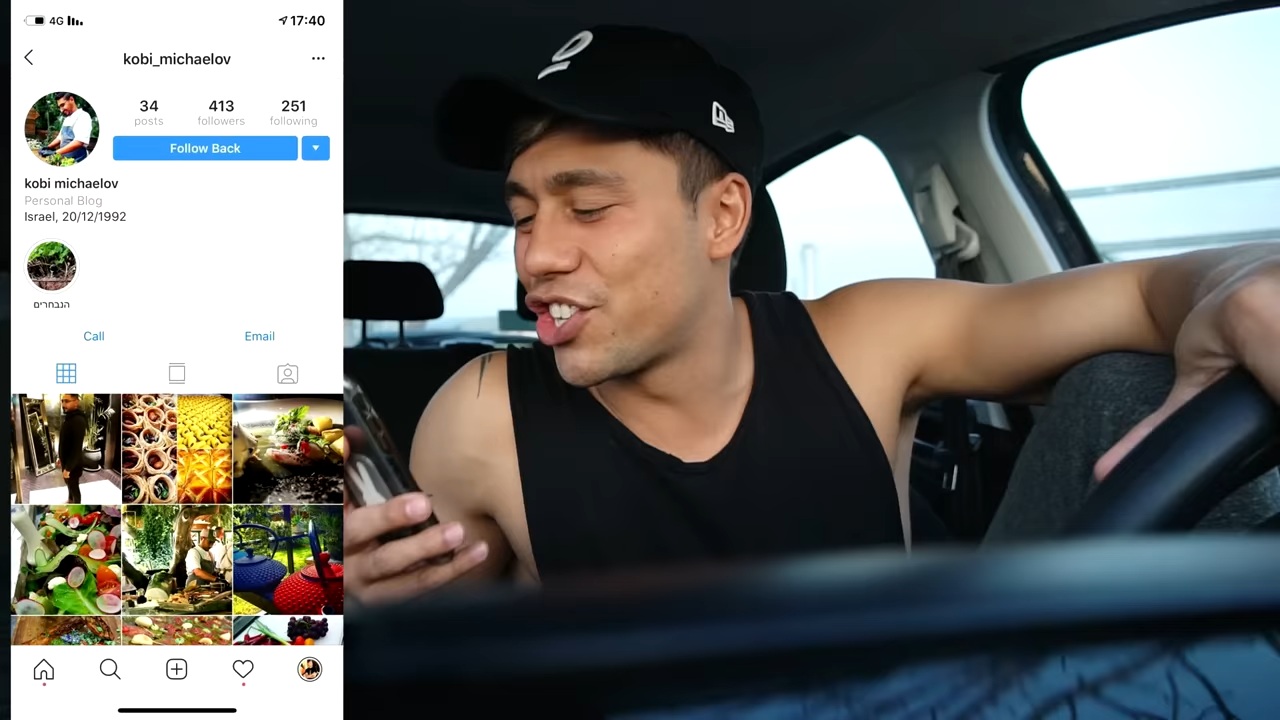 4G 17:40
kobi_michaelov
34 413 251
posts followers following
Follow Back
kobi michaelov
Personal Blog
Israel, 20/12/1992
הנבחרים
Call Email